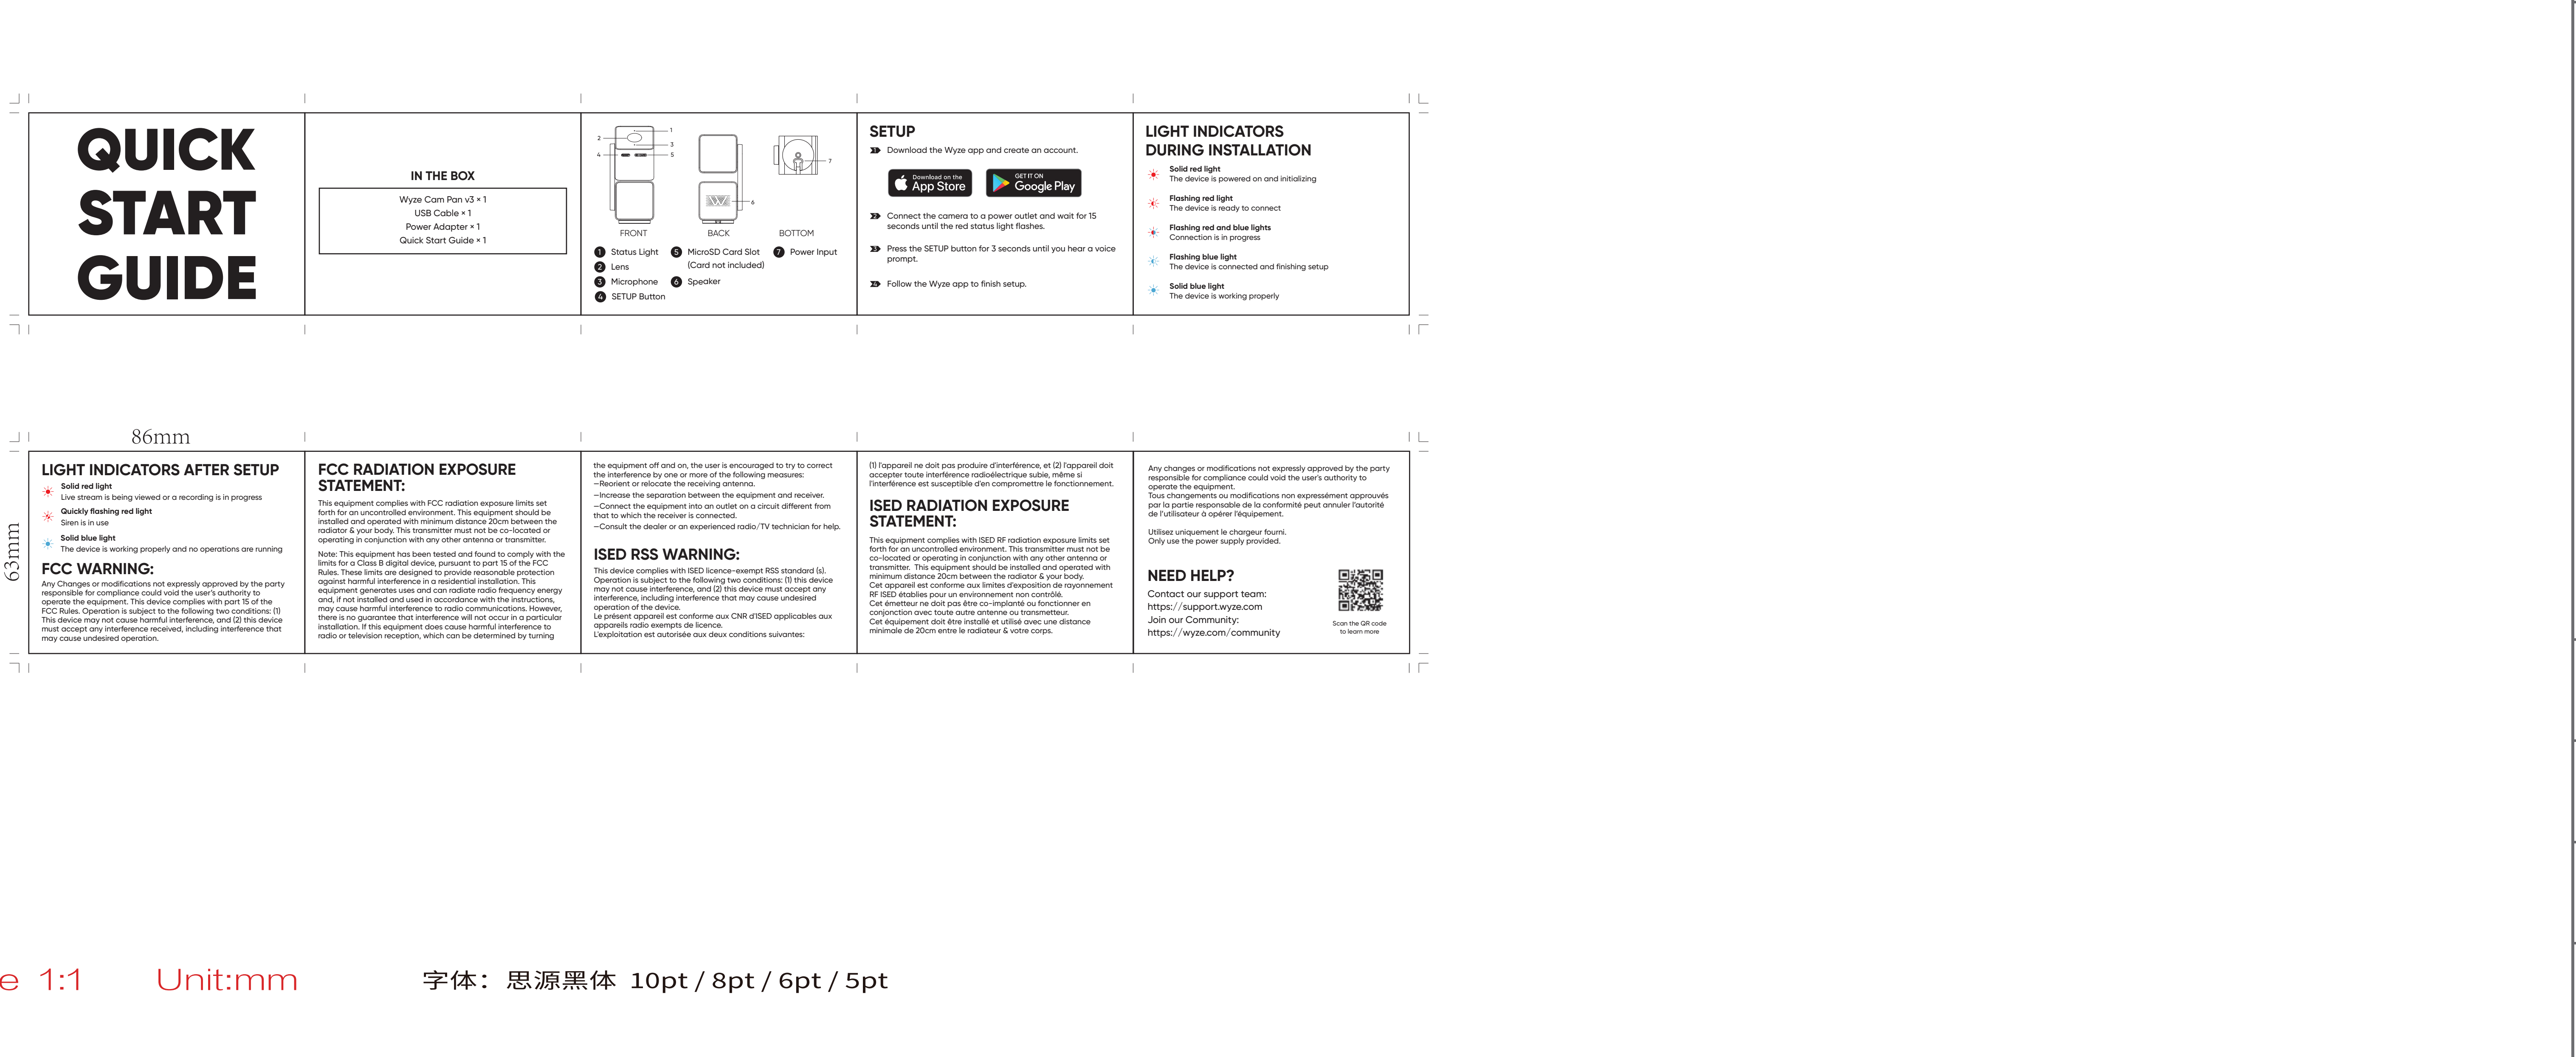 QUICK
START
GUIDE
IN THE BOX
Wyze Cam Pan v3 × 1
USB Cable × 1
Power Adapter × 1
Quick Start Guide × 1
1
2
3
4
5
6
7
FRONT
BACK
BOTTOM
1 Status Light
2 Lens
3 Microphone
4 SETUP Button
5 MicroSD Card Slot
(Card not included)
6 Speaker
7 Power Input
SETUP
1 Download the Wyze app and create an account.
Download on the
App Store
GET IT ON
Google Play
2 Connect the camera to a power outlet and wait for 15
seconds until the red status light flashes.
3 Press the SETUP button for 3 seconds until you hear a voice
prompt.
4 Follow the Wyze app to finish setup.
LIGHT INDICATORS
DURING INSTALLATION
Solid red light
The device is powered on and initializing
Flashing red light
The device is ready to connect
Flashing red and blue lights
Connection is in progress
Flashing blue light
The device is connected and finishing setup
Solid blue light
The device is working properly
86mm
63mm
LIGHT INDICATORS AFTER SETUP
Solid red light
Live stream is being viewed or a recording is in progress
Quickly flashing red light
Siren is in use
Solid blue light
The device is working properly and no operations are running
FCC WARNING:
Any Changes or modifications not expressly approved by the party
responsible for compliance could void the user's authority to
operate the equipment. This device complies with part 15 of the
FCC Rules. Operation is subject to the following two conditions: (1)
This device may not cause harmful interference, and (2) this device
must accept any interference received, including interference that
may cause undesired operation.
FCC RADIATION EXPOSURE
STATEMENT:
This equipment complies with FCC radiation exposure limits set
forth for an uncontrolled environment. This equipment should be
installed and operated with minimum distance 20cm between the
radiator & your body. This transmitter must not be co-located or
operating in conjunction with any other antenna or transmitter.
Note: This equipment has been tested and found to comply with the
limits for a Class B digital device, pursuant to part 15 of the FCC
Rules. These limits are designed to provide reasonable protection
against harmful interference in a residential installation. This
equipment generates uses and can radiate radio frequency energy
and, if not installed and used in accordance with the instructions,
may cause harmful interference to radio communications. However,
there is no guarantee that interference will not occur in a particular
installation. If this equipment does cause harmful interference to
radio or television reception, which can be determined by turning
the equipment off and on, the user is encouraged to try to correct
the interference by one or more of the following measures:
—Reorient or relocate the receiving antenna.
—Increase the separation between the equipment and receiver.
—Connect the equipment into an outlet on a circuit different from
that to which the receiver is connected.
—Consult the dealer or an experienced radio/TV technician for help.
ISED RSS WARNING:
This device complies with ISED licence-exempt RSS standard (s).
Operation is subject to the following two conditions: (1) this device
may not cause interference, and (2) this device must accept any
interference, including interference that may cause undesired
operation of the device.
Le présent appareil est conforme aux CNR d'ISED applicables aux
appareils radio exempts de licence.
L'exploitation est autorisée aux deux conditions suivantes:
(1) l'appareil ne doit pas produire d'interférence, et (2) l'appareil doit
accepter toute interférence radioélectrique subie, même si
l'interférence est susceptible d'en compromettre le fonctionnement.
ISED RADIATION EXPOSURE
STATEMENT:
This equipment complies with ISED RF radiation exposure limits set
forth for an uncontrolled environment. This transmitter must not be
co-located or operating in conjunction with any other antenna or
transmitter. This equipment should be installed and operated with
minimum distance 20cm between the radiator & your body.
Cet appareil est conforme aux limites d'exposition de rayonnement
RF ISED établies pour un environnement non contrôlé.
Cet émetteur ne doit pas être co-implanté ou fonctionner en
conjonction avec toute autre antenne ou transmetteur.
Cet équipement doit être installé et utilisé avec une distance
minimale de 20cm entre le radiateur & votre corps.
Any changes or modifications not expressly approved by the party
responsible for compliance could void the user's authority to
operate the equipment.
Tous changements ou modifications non expressément approuvés
par la partie responsable de la conformité peut annuler l'autorité
de l'utilisateur à opérer l'équipement.
Utilisez uniquement le chargeur fourni.
Only use the power supply provided.
NEED HELP?
Contact our support team:
https://support.wyze.com
Join our Community:
https://wyze.com/community
Scan the QR code
to learn more
e 1:1 Unit:mm
字体：思源黑体 10pt / 8pt / 6pt / 5pt